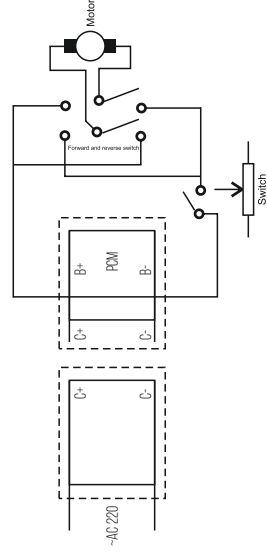 Motor
Forward and reverse switch
Switch
B+
PCM
B-
C+
C-
C+
C-
~AC 220